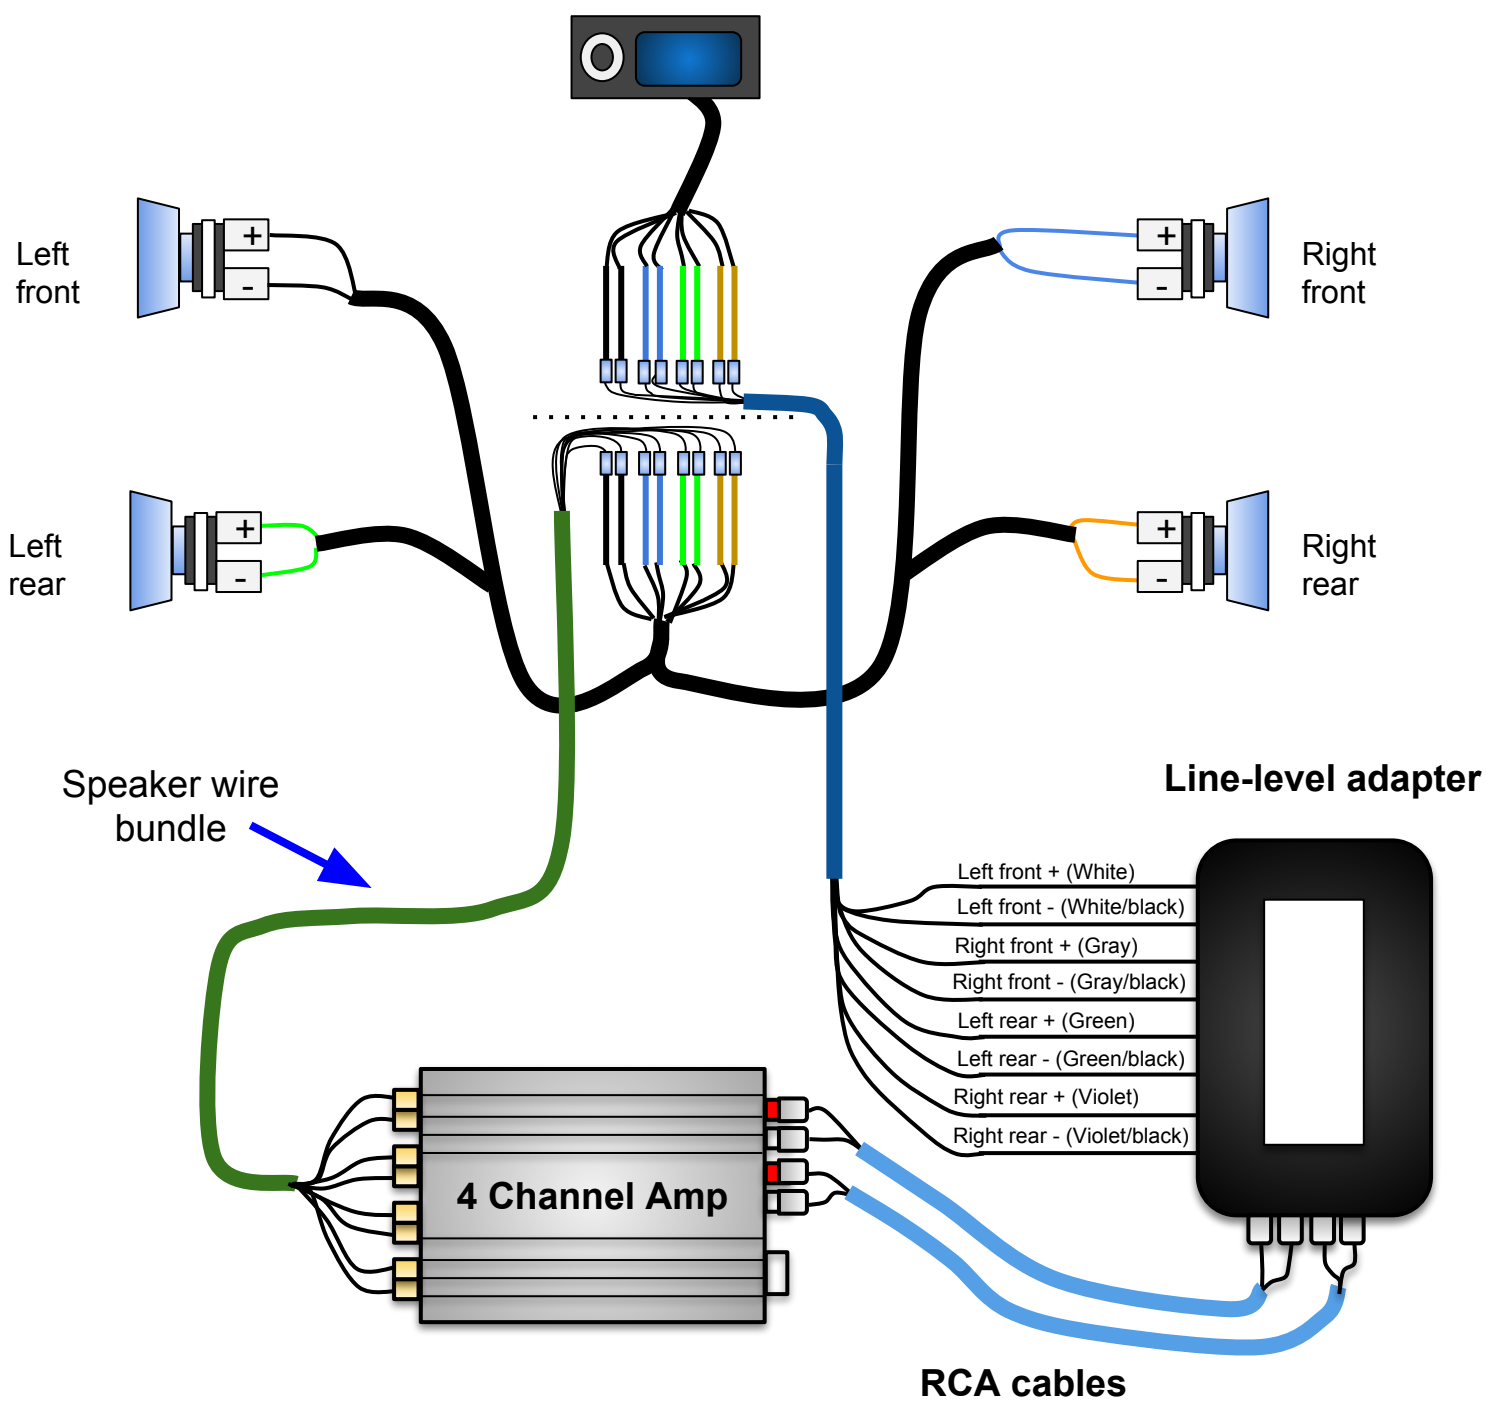 +
-
Left
front
+
-
Right
front
+
-
Left
rear
+
-
Right
rear
Speaker wire
bundle
Line-level adapter
Left front + (White)
Left front - (White/black)
Right front + (Gray)
Right front - (Gray/black)
Left rear + (Green)
Left rear - (Green/black)
Right rear + (Violet)
Right rear - (Violet/black)
4 Channel Amp
RCA cables